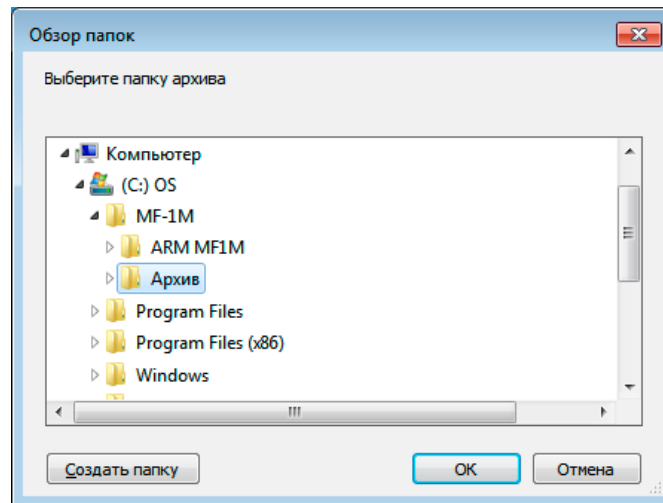 Обзор папок
Выберите папку архива
Компьютер
(C:) OS
MF-1M
ARM MF1M
Архив
Program Files
Program Files (x86)
Windows
Создать папку
ОК
Отмена